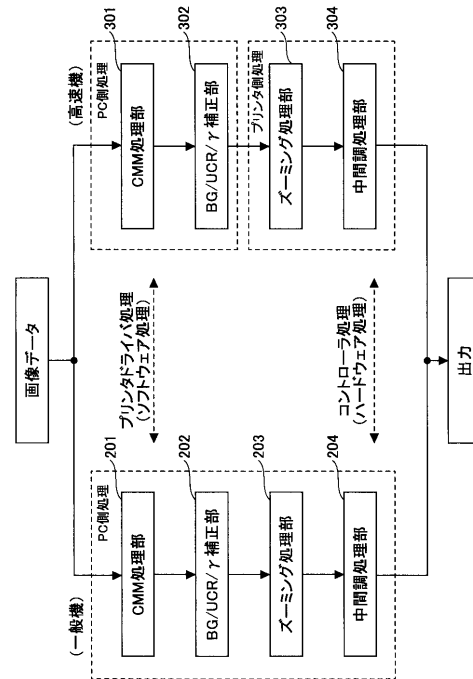 画像データ
(一般機)
(高速機)
PC側処理
CMM処理部
201
BG/UCR/γ補正部
202
ズーミング処理部
203
中間調処理部
204
プリンタドライバ処理
(ソフトウェア処理)
コントローラ処理
(ハードウェア処理)
PC側処理
CMM処理部
301
BG/UCR/γ補正部
302
プリンタ側処理
ズーミング処理部
303
中間調処理部
304
出力